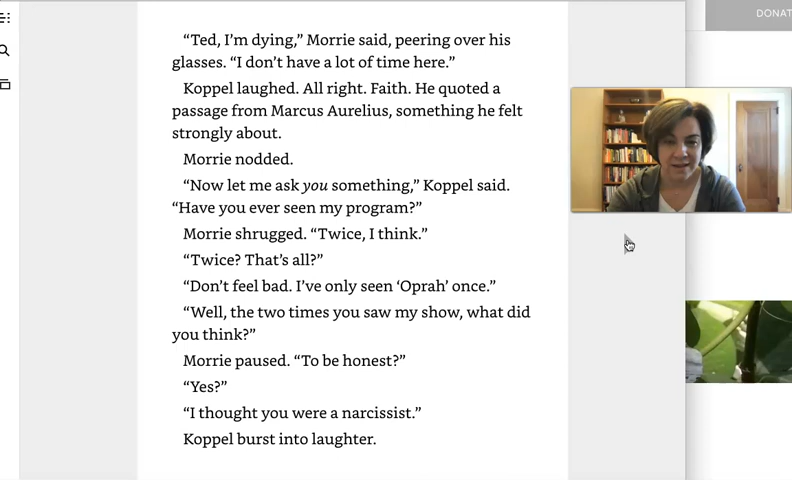 DONAT
“Ted, I’m dying,” Morrie said, peering over his
glasses. “I don’t have a lot of time here.”
Koppel laughed. All right. Faith. He quoted a
passage from Marcus Aurelius, something he felt
strongly about.
Morrie nodded.
“Now let me ask you something,” Koppel said.
“Have you ever seen my program?”
Morrie shrugged. “Twice, I think.”
“Twice? That’s all?”
“Don’t feel bad. I’ve only seen ‘Oprah’ once.”
“Well, the two times you saw my show, what did
you think?”
Morrie paused. “To be honest?”
“Yes?”
“I thought you were a narcissist.”
Koppel burst into laughter.